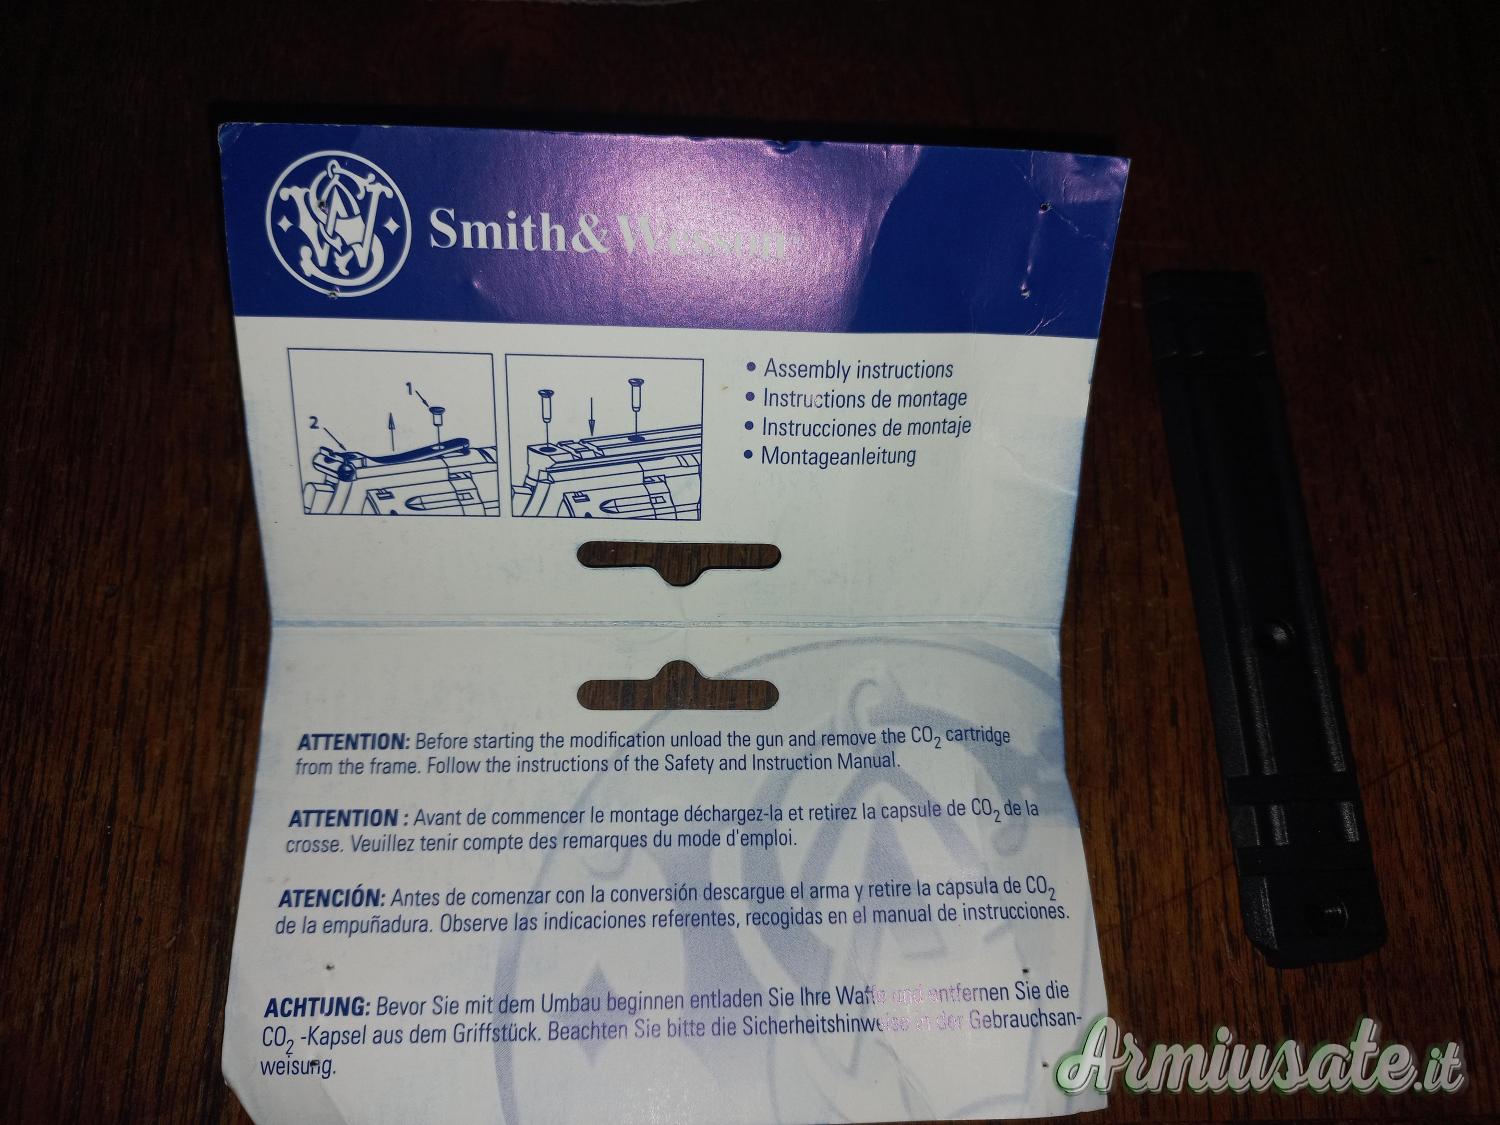 Smith&Wesson
1
2
• Assembly instructions
• Instructions de montage
• Instrucciones de montaje
• Montageanleitung
ATTENTION: Before starting the modification unload the gun and remove the CO2 cartridge
from the frame. Follow the instructions of the Safety and Instruction Manual.
ATTENTION : Avant de commencer le montage déchargez-la et retirez la capsule de CO2 de la
crosse. Veuillez tenir compte des remarques du mode d'emploi.
ATENCIÓN: Antes de comenzar con la conversión descargue el arma y retire la cápsula de CO2
de la empuñadura. Observe las indicaciones referentes, recogidas en el manual de instrucciones.
ACHTUNG: Bevor Sie mit dem Umbau beginnen entladen Sie Ihre Waffe und entfernen Sie die
CO2 -Kapsel aus dem Griffstück. Beachten Sie bitte die Sicherheitshinweise in der Gebrauchsan-
weisung.
Armiusate.it